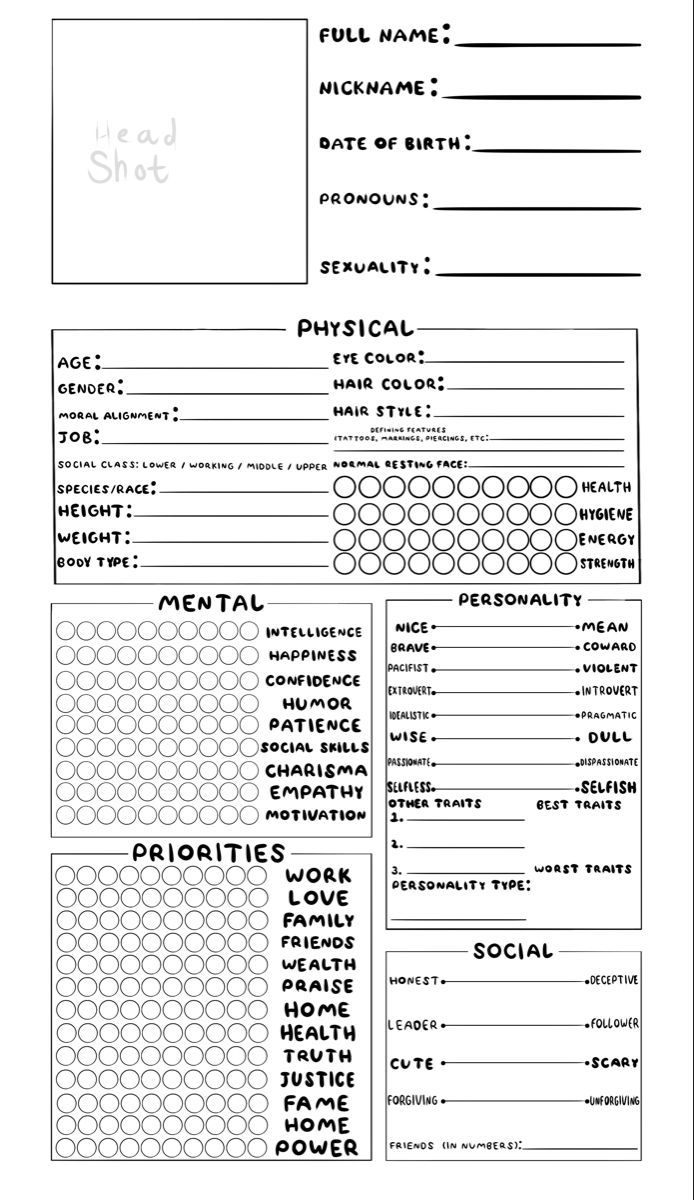 Head
Shot
FULL NAME:
NICKNAME:
DATE OF BIRTH:
PRONOUNS:
SEXUALITY:
PHYSICAL
AGE:
GENDER:
MORAL ALIGNMENT:
JOB:
SOCIAL CLASS: LOWER / WORKING / MIDDLE / UPPER
SPECIES/RACE:
HEIGHT:
WEIGHT:
BODY TYPE:
EYE COLOR:
HAIR COLOR:
HAIR STYLE:
DEFINING FEATURES
(TATTOOS, MARKINGS, PIERCINGS, ETC:
NORMAL RESTING FACE:
HEALTH
HYGIENE
ENERGY
STRENGTH
MENTAL
INTELLIGENCE
HAPPINESS
CONFIDENCE
HUMOR
PATIENCE
SOCIAL SKILLS
CHARISMA
EMPATHY
MOTIVATION
PRIORITIES
WORK
LOVE
FAMILY
FRIENDS
WEALTH
PRAISE
HOME
HEALTH
TRUTH
JUSTICE
FAME
HOME
POWER
PERSONALITY
NICE MEAN
BRAVE COWARD
PACIFIST VIOLENT
EXTROVERT INTROVERT
IDEALISTIC PRAGMATIC
WISE DULL
PASSIONATE DISPASSIONATE
SELFLESS SELFISH
OTHER TRAITS BEST TRAITS
1.
2.
3. WORST TRAITS
PERSONALITY TYPE:
SOCIAL
HONEST DECEPTIVE
LEADER FOLLOWER
CUTE SCARY
FORGIVING UNFORGIVING
FRIENDS (IN NUMBERS):